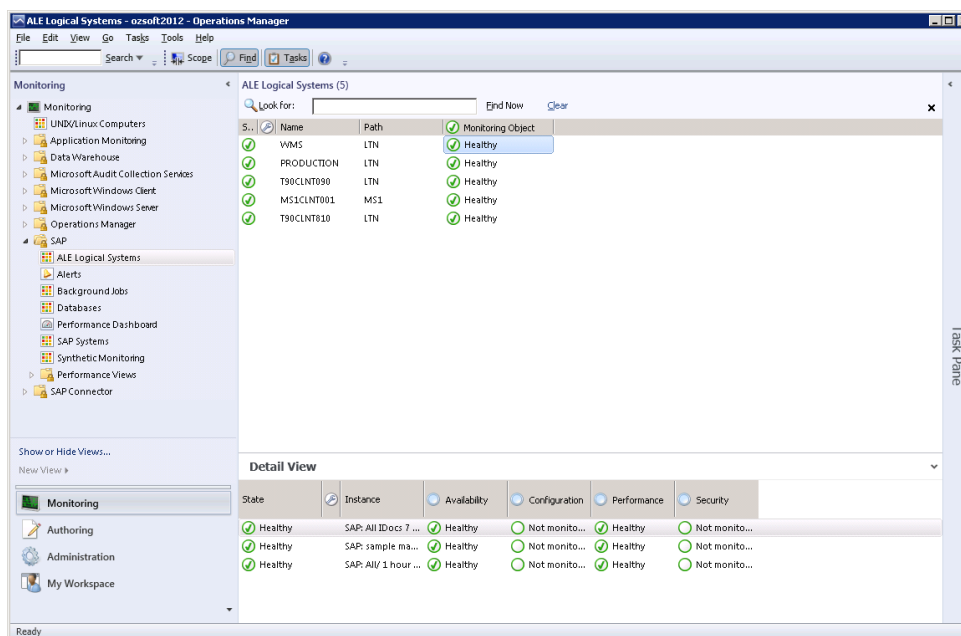 ALE Logical Systems - ozsoft2012 - Operations Manager
File Edit View Go Tasks Tools Help
Search Scope Find Tasks
Monitoring
Monitoring
UNIX/Linux Computers
Application Monitoring
Data Warehouse
Microsoft Audit Collection Services
Microsoft Windows Client
Microsoft Windows Server
Operations Manager
SAP
ALE Logical Systems
Alerts
Background Jobs
Databases
Performance Dashboard
SAP Systems
Synthetic Monitoring
Performance Views
SAP Connector
Show or Hide Views...
New View
Monitoring
Authoring
Administration
My Workspace
ALE Logical Systems (5)
Look for: Find Now Clear
S.. Name Path Monitoring Object
WMS LTN Healthy
PRODUCTION LTN Healthy
T90CLNT090 LTN Healthy
MS1CLNT001 MS1 Healthy
T90CLNT810 LTN Healthy
Detail View
State Instance Availability Configuration Performance Security
Healthy SAP: All IDocs 7 ... Healthy Not monito... Healthy Not monito...
Healthy SAP: sample ma... Healthy Not monito... Healthy Not monito...
Healthy SAP: All/ 1 hour ... Healthy Not monito... Healthy Not monito...
Task Pane
Ready